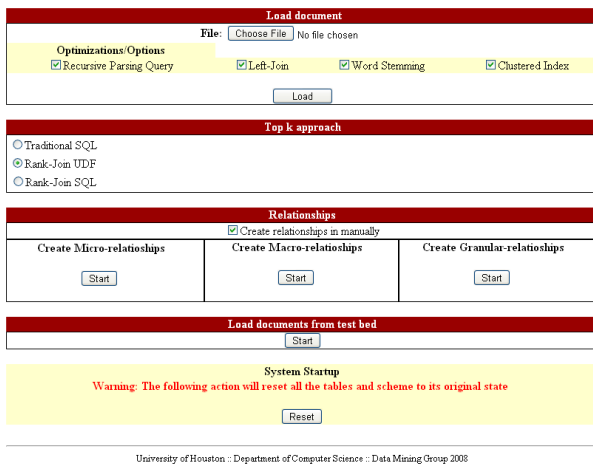 Load document
File: Choose File No file chosen
Optimizations/Options
Recursive Parsing Query Left-Join Word Stemming Clustered Index
Load
Top k approach
Traditional SQL
Rank-Join UDF
Rank-Join SQL
Relationships
Create relationships in manually
Create Micro-relatioships Create Macro-relatioships Create Granular-relatioships
Start Start Start
Load documents from test bed
Start
System Startup
Warning: The following action will reset all the tables and scheme to its original state
Reset
University of Houston :: Department of Computer Science :: Data Mining Group 2008